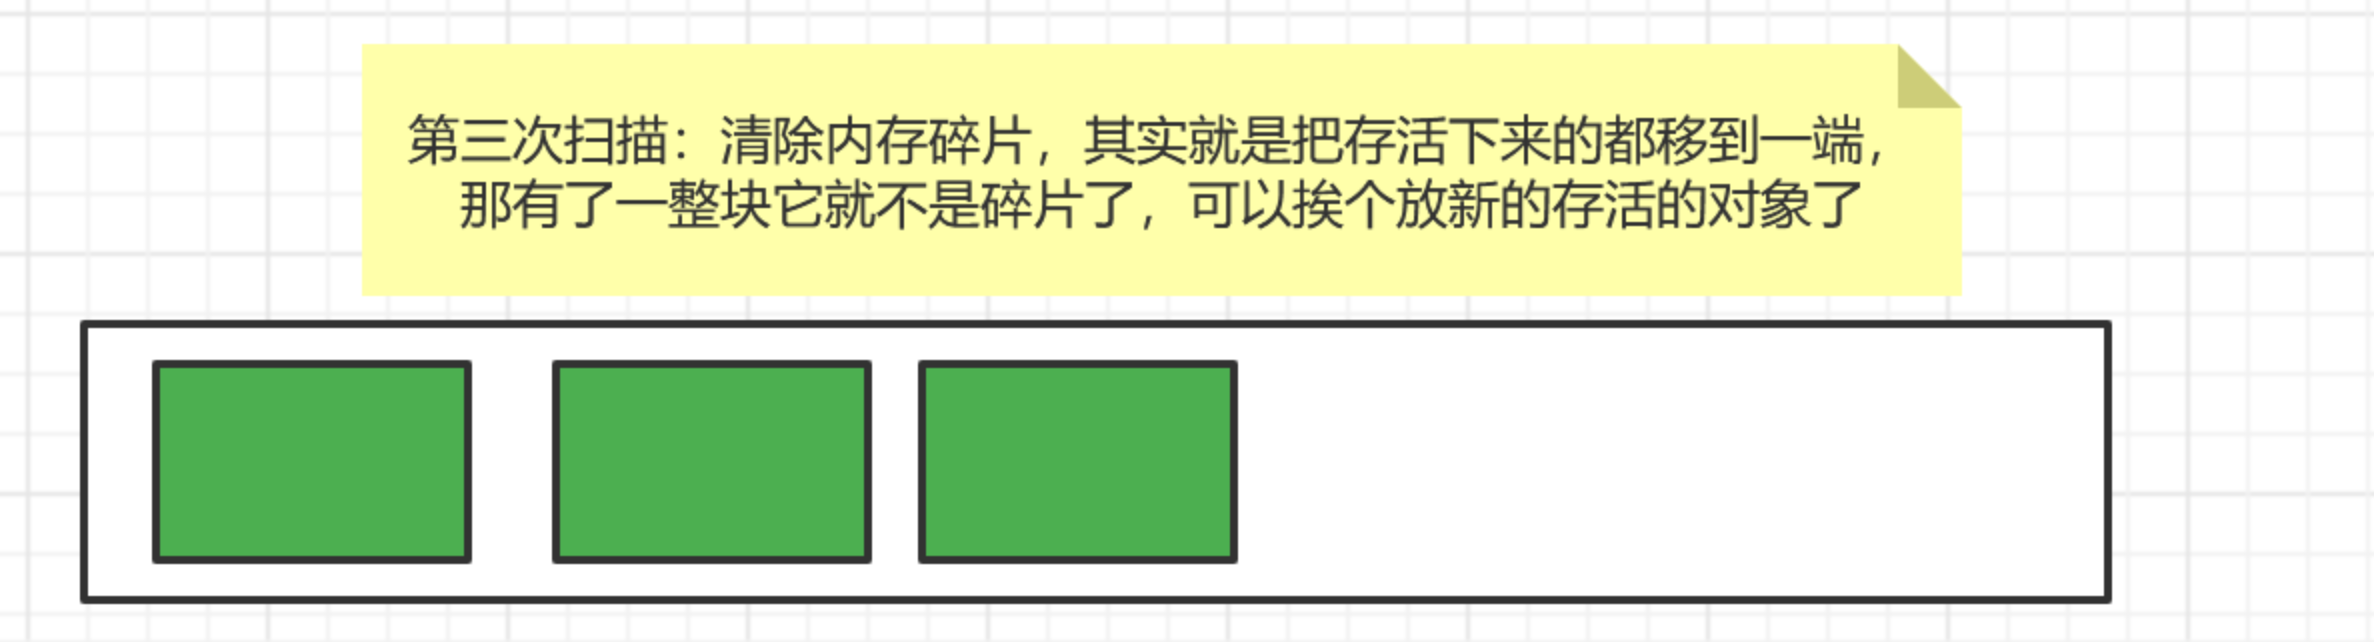 第三次扫描：清除内存碎片，其实就是把存活下来的都移到一端，
那有了一整块它就不是碎片了，可以挨个放新的存活的对象了